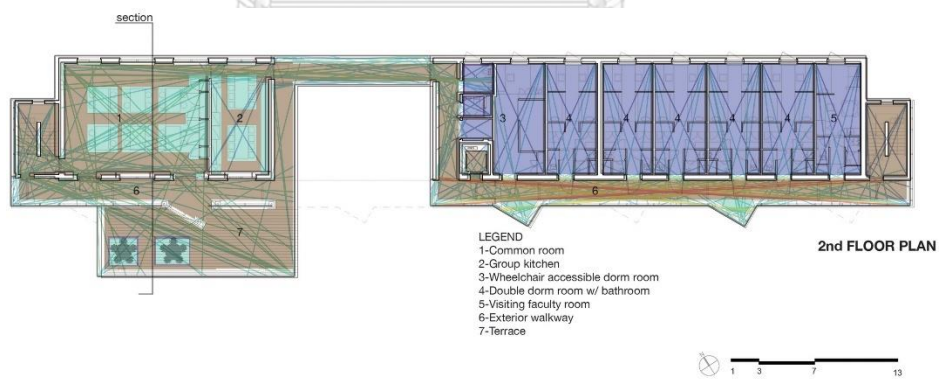 section
1
2
3
4
4
4
4
4
5
6
6
7
LEGEND
1-Common room
2-Group kitchen
3-Wheelchair accessible dorm room
4-Double dorm room w/ bathroom
5-Visiting faculty room
6-Exterior walkway
7-Terrace
2nd FLOOR PLAN
1 3 7 13